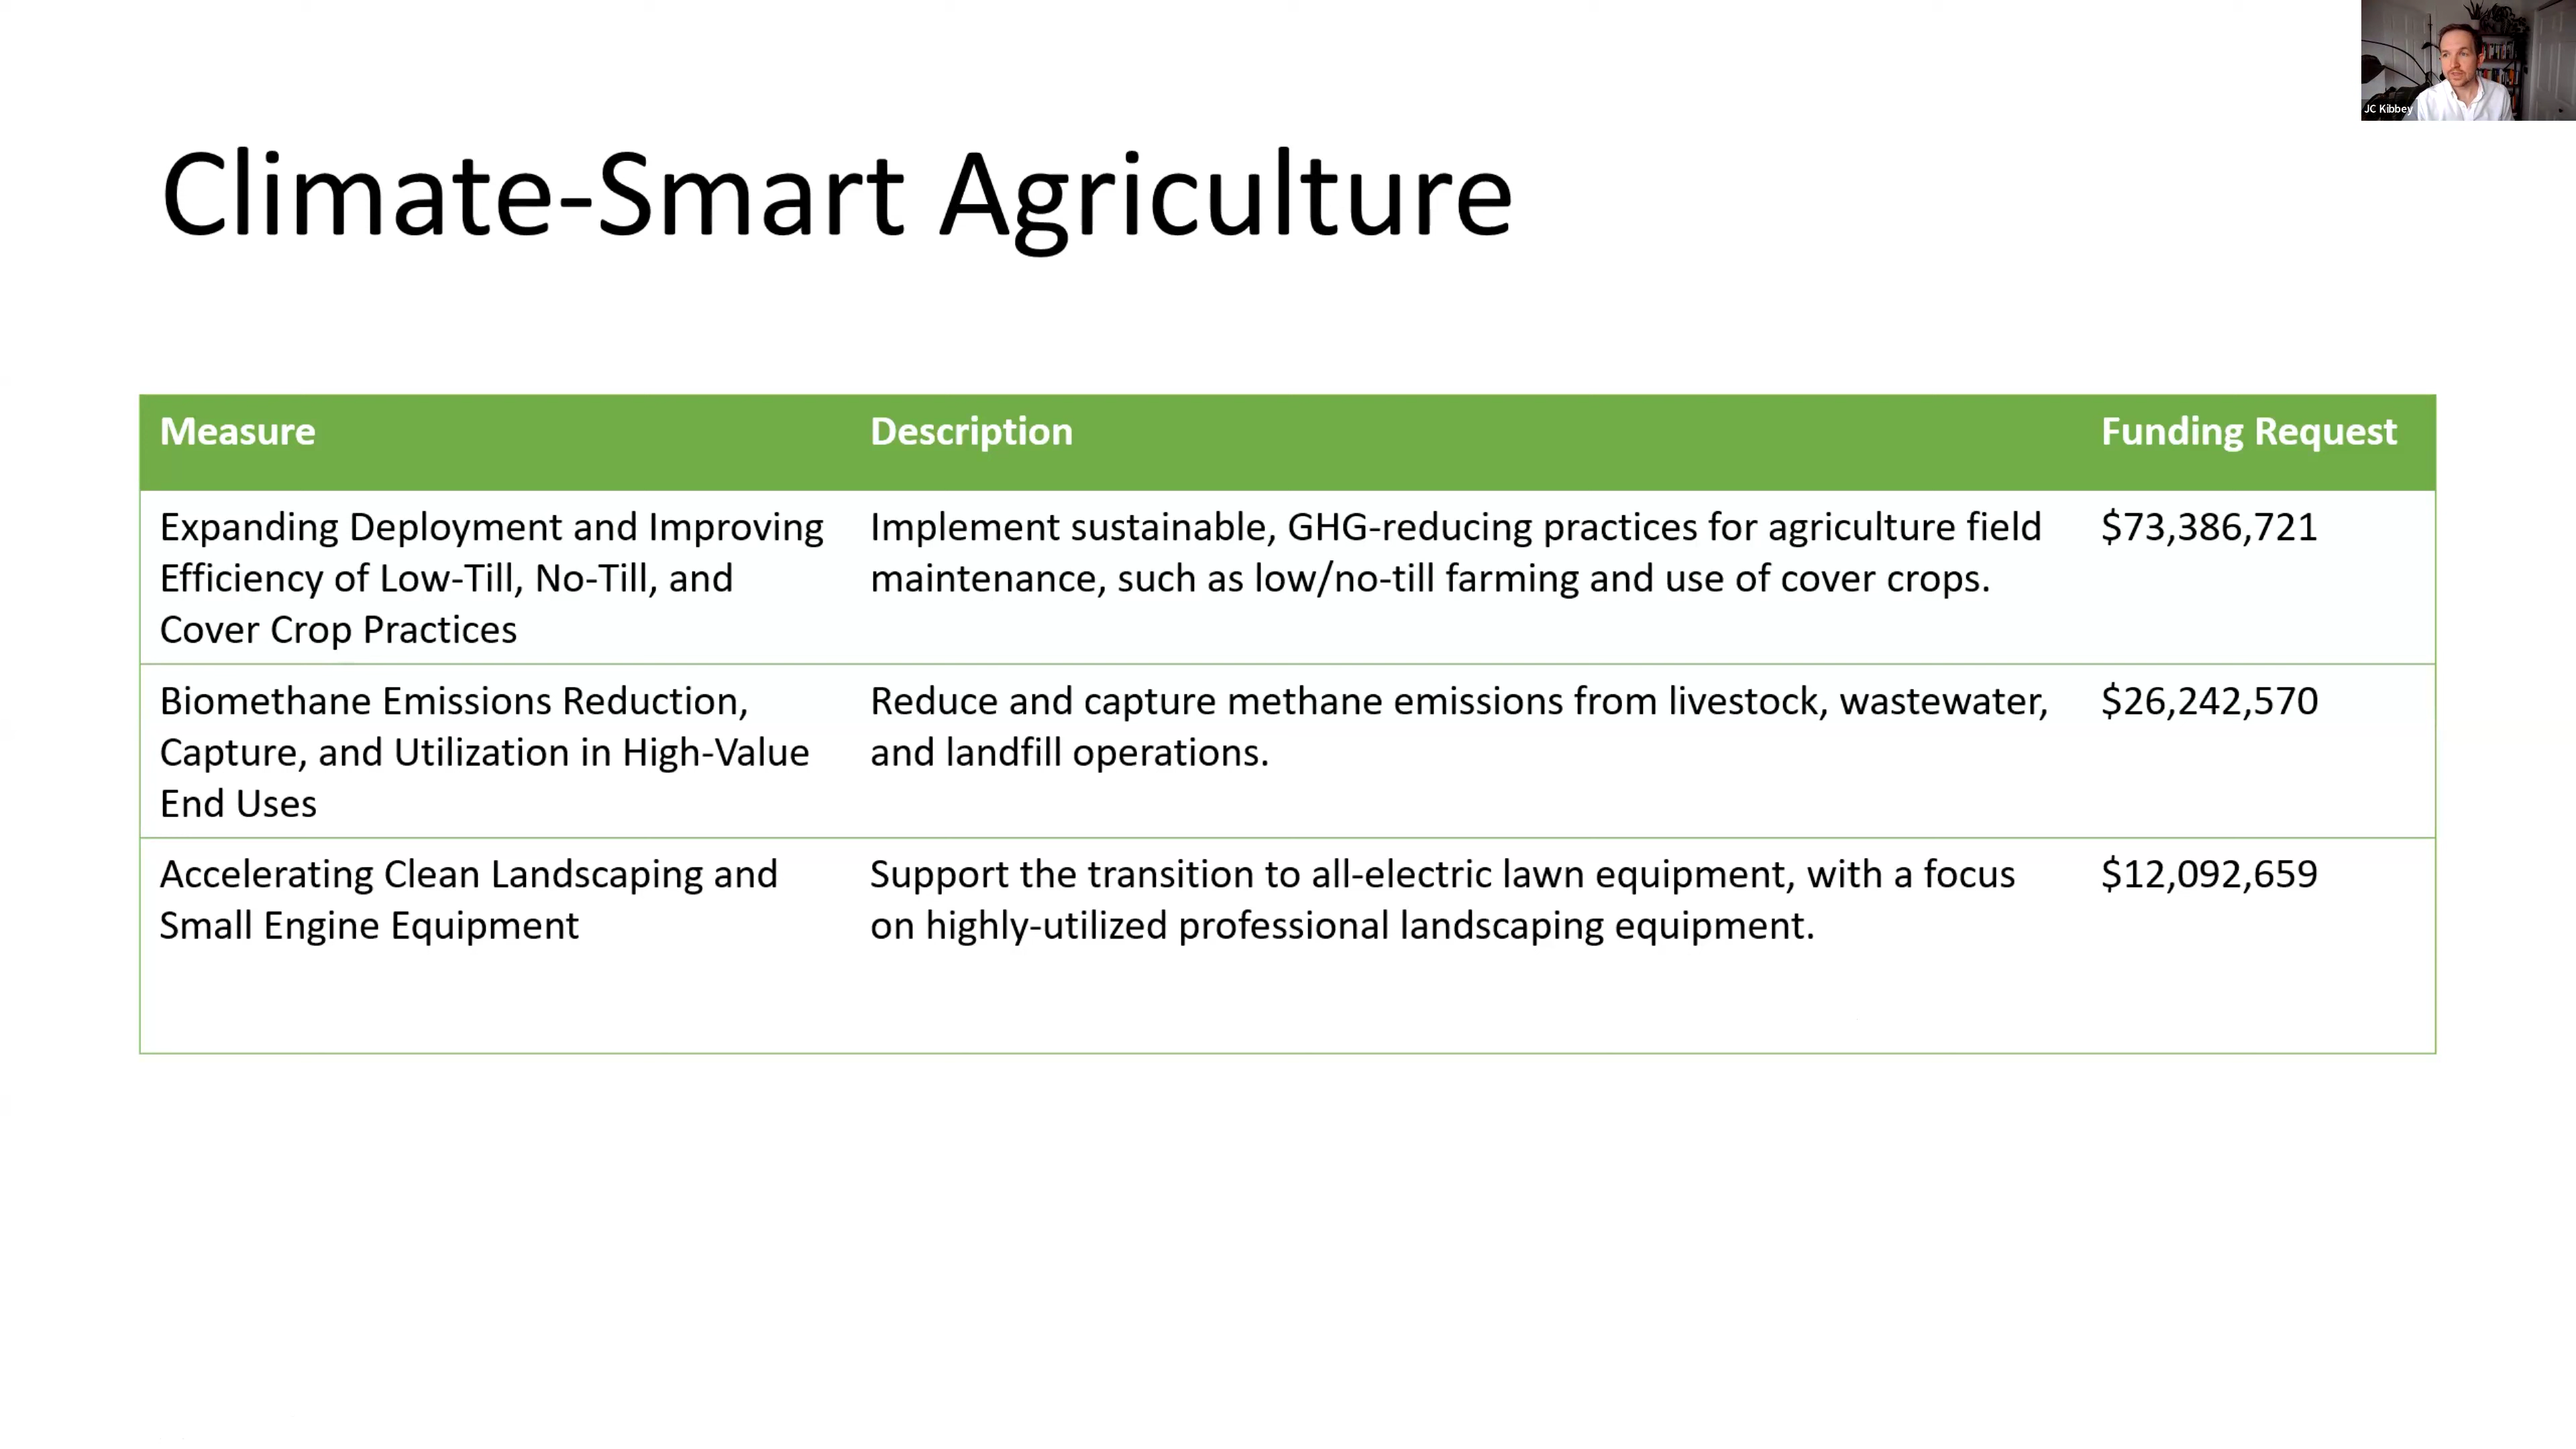 JC Kibbey
Climate-Smart Agriculture
Measure
Description
Funding Request
Expanding Deployment and Improving
Efficiency of Low-Till, No-Till, and
Cover Crop Practices
Implement sustainable, GHG-reducing practices for agriculture field
maintenance, such as low/no-till farming and use of cover crops.
$73,386,721
Biomethane Emissions Reduction,
Capture, and Utilization in High-Value
End Uses
Reduce and capture methane emissions from livestock, wastewater,
and landfill operations.
$26,242,570
Accelerating Clean Landscaping and
Small Engine Equipment
Support the transition to all-electric lawn equipment, with a focus
on highly-utilized professional landscaping equipment.
$12,092,659